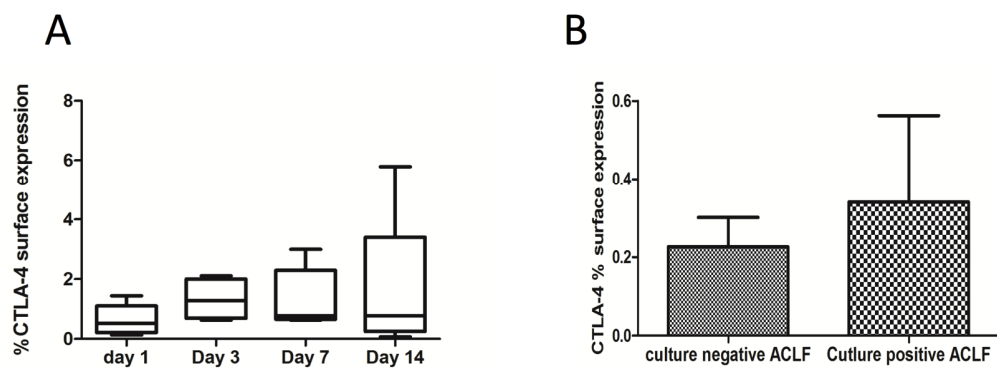 A
B
%CTLA-4 surface expression
8
6
4
2
0
day 1 Day 3 Day 7 Day 14
CTLA-4 % surface expression
0.6
0.4
0.2
0.0
culture negative ACLF Cutlure positive ACLF